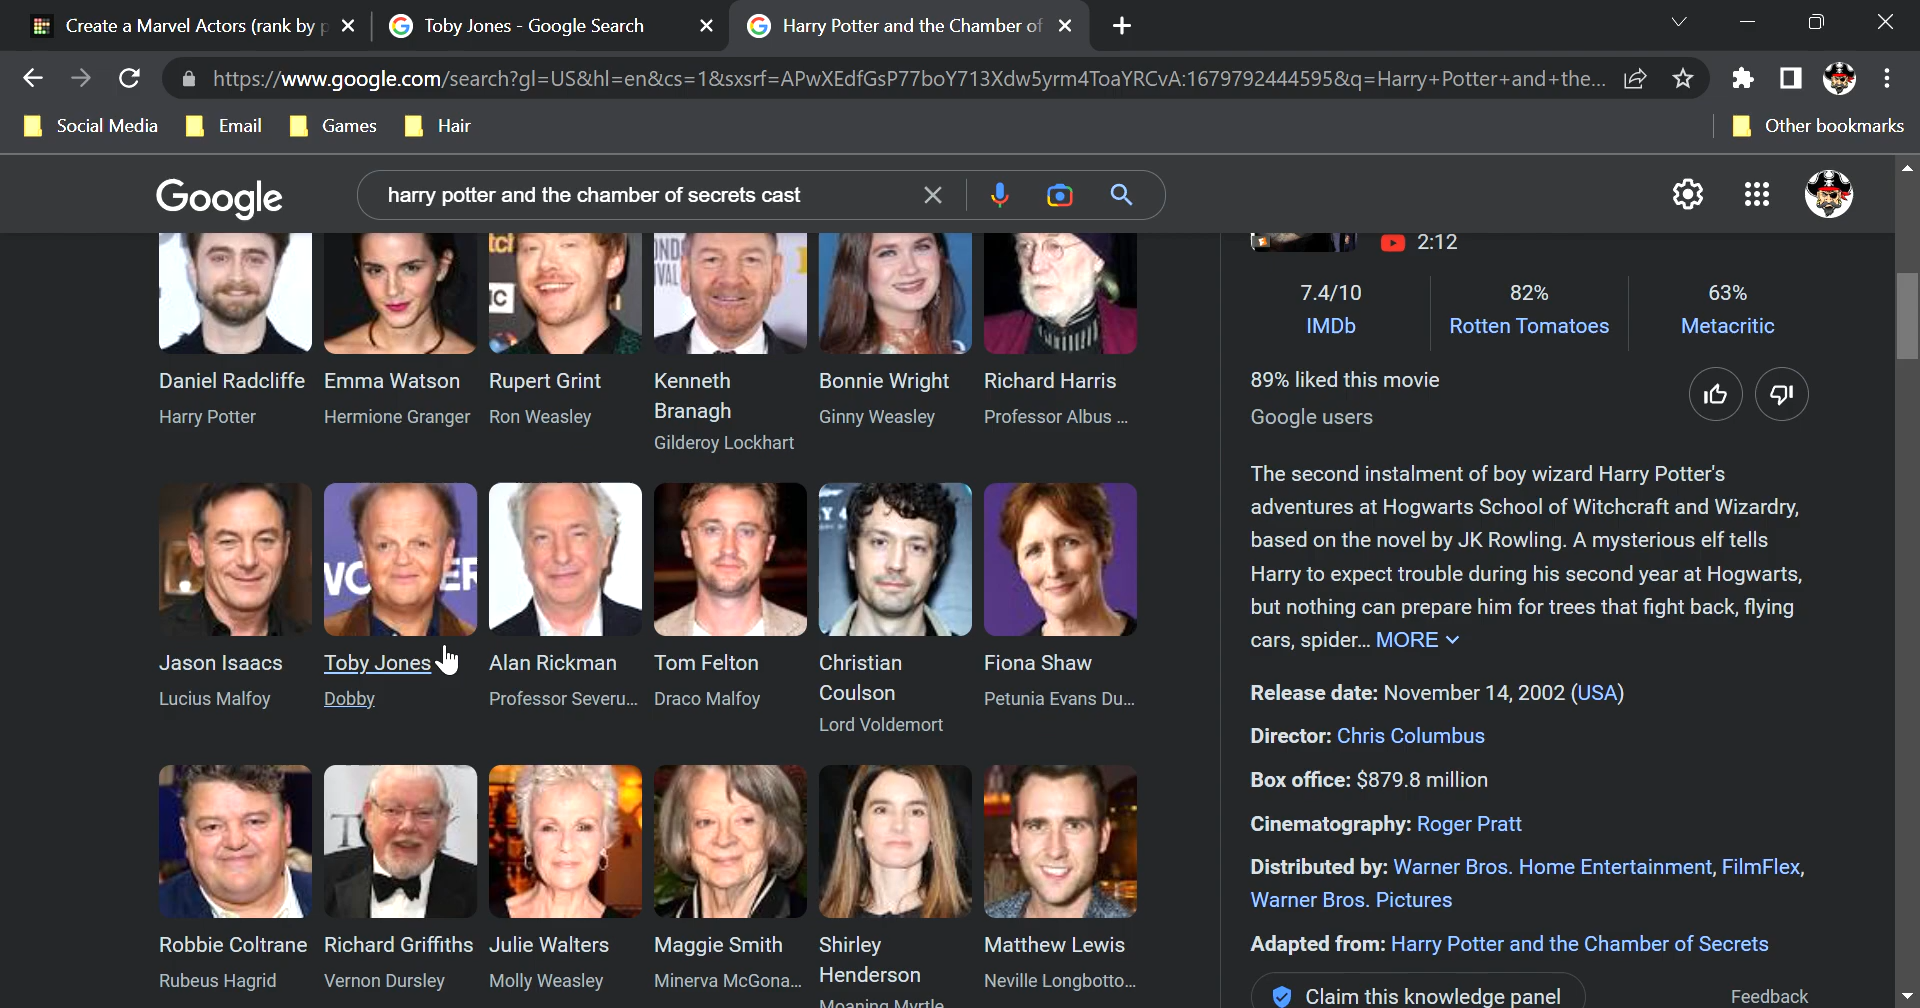 Create a Marvel Actors (rank by p
Toby Jones - Google Search
Harry Potter and the Chamber of
https://www.google.com/search?gl=US&hl=en&cs=1&sxsrf=APwXEdfGsP77boY713Xdw5yrm4ToaYRCvA:1679792444595&q=Harry+Potter+and+the...
Social Media
Email
Games
Hair
Other bookmarks
Google
harry potter and the chamber of secrets cast
Daniel Radcliffe
Harry Potter
Emma Watson
Hermione Granger
Rupert Grint
Ron Weasley
Kenneth
Branagh
Gilderoy Lockhart
Bonnie Wright
Ginny Weasley
Richard Harris
Professor Albus ...
Jason Isaacs
Lucius Malfoy
Toby Jones
Dobby
Alan Rickman
Professor Severu...
Tom Felton
Draco Malfoy
Christian
Coulson
Lord Voldemort
Fiona Shaw
Petunia Evans Du...
Robbie Coltrane
Rubeus Hagrid
Richard Griffiths
Vernon Dursley
Julie Walters
Molly Weasley
Maggie Smith
Minerva McGona...
Shirley
Henderson
Moaning Myrtle
Matthew Lewis
Neville Longbotto...
2:12
7.4/10
IMDb
82%
Rotten Tomatoes
63%
Metacritic
89% liked this movie
Google users
The second instalment of boy wizard Harry Potter's
adventures at Hogwarts School of Witchcraft and Wizardry,
based on the novel by JK Rowling. A mysterious elf tells
Harry to expect trouble during his second year at Hogwarts,
but nothing can prepare him for trees that fight back, flying
cars, spider... MORE
Release date: November 14, 2002 (USA)
Director: Chris Columbus
Box office: $879.8 million
Cinematography: Roger Pratt
Distributed by: Warner Bros. Home Entertainment, FilmFlex,
Warner Bros. Pictures
Adapted from: Harry Potter and the Chamber of Secrets
Claim this knowledge panel
Feedback